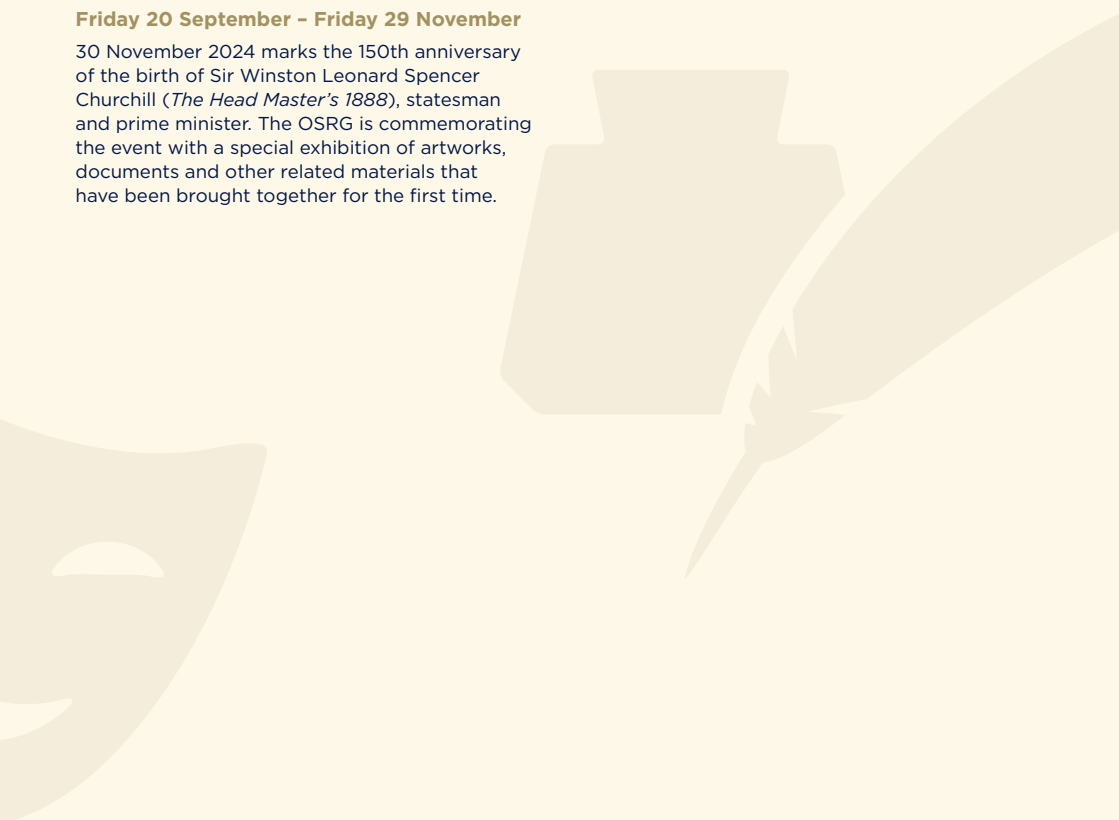 Friday 20 September – Friday 29 November
30 November 2024 marks the 150th anniversary
of the birth of Sir Winston Leonard Spencer
Churchill (The Head Master’s 1888), statesman
and prime minister. The OSRG is commemorating
the event with a special exhibition of artworks,
documents and other related materials that
have been brought together for the first time.